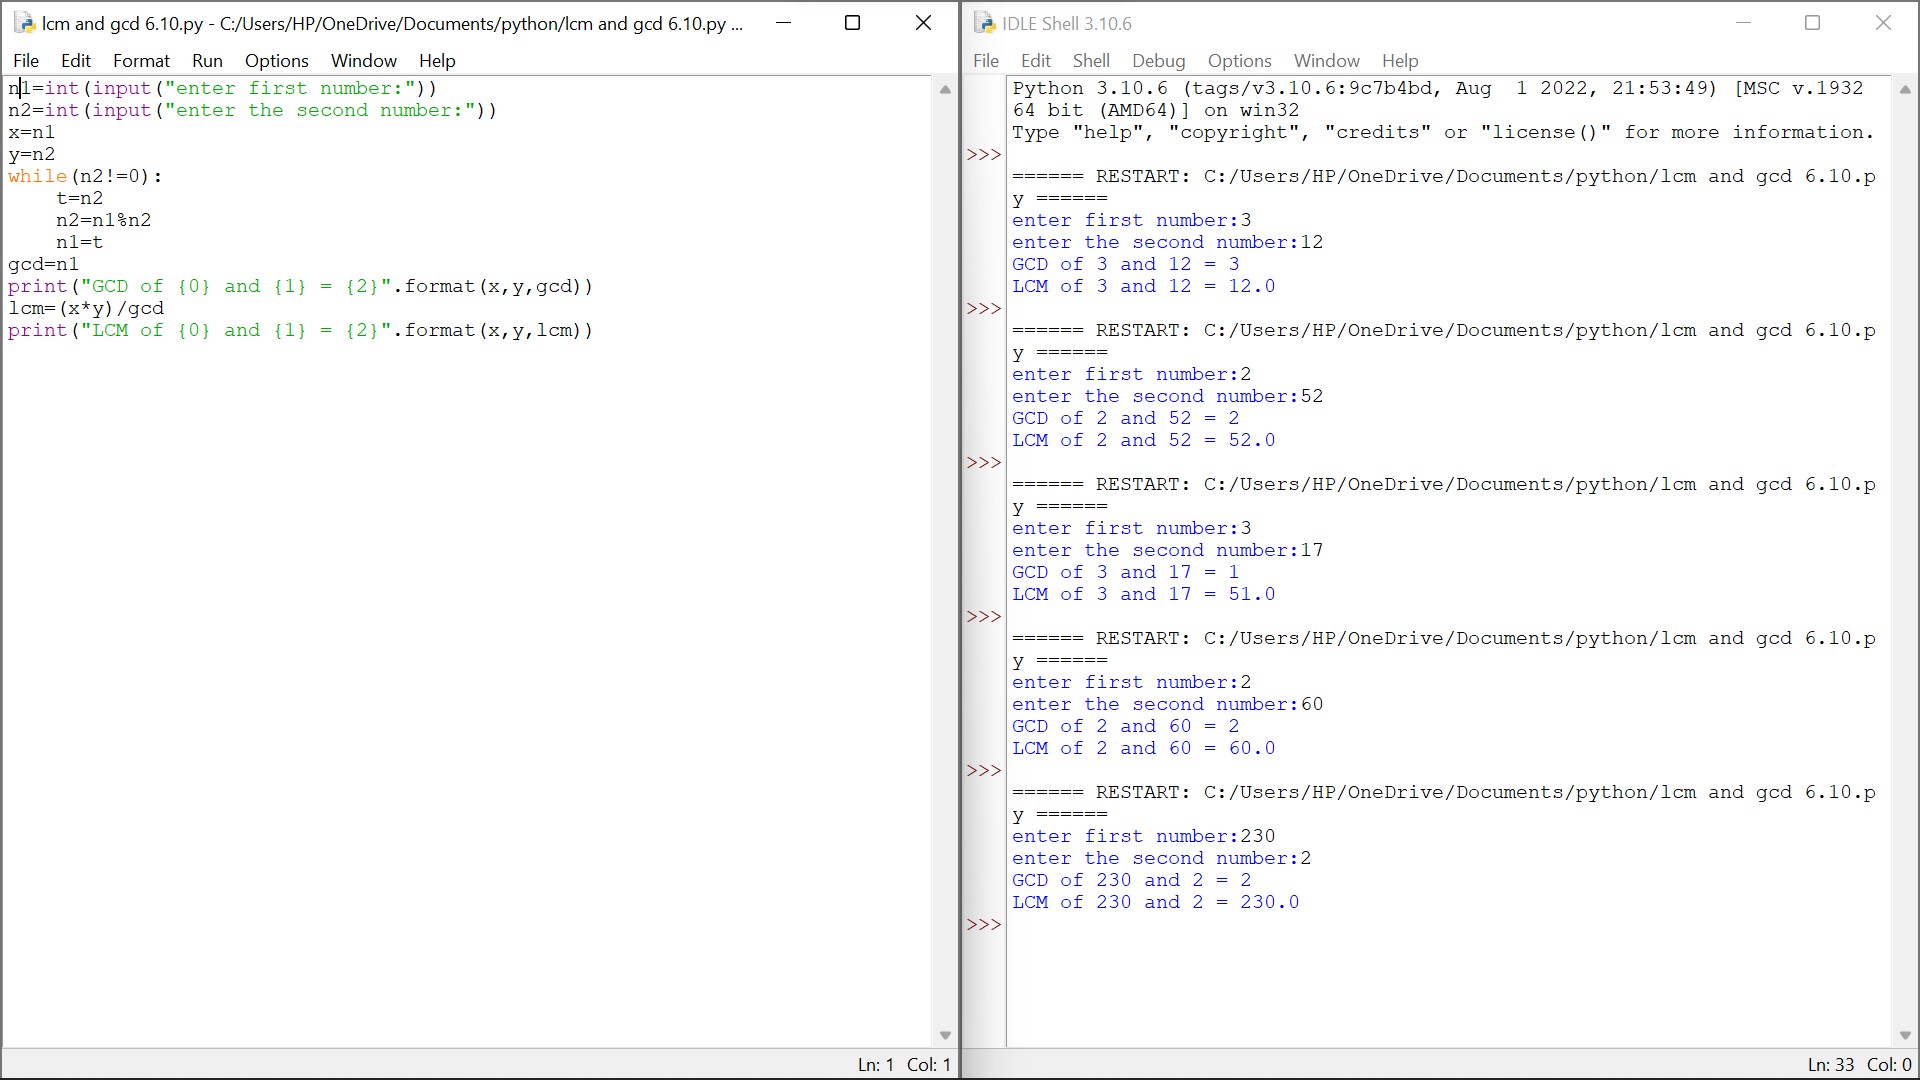 lcm and gcd 6.10.py - C:/Users/HP/OneDrive/Documents/python/lcm and gcd 6.10.py ...
File Edit Format Run Options Window Help
n1=int(input("enter first number:"))
n2=int(input("enter the second number:"))
x=n1
y=n2
while(n2!=0):
    t=n2
    n2=n1%n2
    n1=t
gcd=n1
print("GCD of {0} and {1} = {2}".format(x,y,gcd))
lcm=(x*y)/gcd
print("LCM of {0} and {1} = {2}".format(x,y,lcm))
Ln: 1 Col: 1
IDLE Shell 3.10.6
File Edit Shell Debug Options Window Help
Python 3.10.6 (tags/v3.10.6:9c7b4bd, Aug  1 2022, 21:53:49) [MSC v.1932
64 bit (AMD64)] on win32
Type "help", "copyright", "credits" or "license()" for more information.
>>>
====== RESTART: C:/Users/HP/OneDrive/Documents/python/lcm and gcd 6.10.p
y ======
enter first number:3
enter the second number:12
GCD of 3 and 12 = 3
LCM of 3 and 12 = 12.0
>>>
====== RESTART: C:/Users/HP/OneDrive/Documents/python/lcm and gcd 6.10.p
y ======
enter first number:2
enter the second number:52
GCD of 2 and 52 = 2
LCM of 2 and 52 = 52.0
>>>
====== RESTART: C:/Users/HP/OneDrive/Documents/python/lcm and gcd 6.10.p
y ======
enter first number:3
enter the second number:17
GCD of 3 and 17 = 1
LCM of 3 and 17 = 51.0
>>>
====== RESTART: C:/Users/HP/OneDrive/Documents/python/lcm and gcd 6.10.p
y ======
enter first number:2
enter the second number:60
GCD of 2 and 60 = 2
LCM of 2 and 60 = 60.0
>>>
====== RESTART: C:/Users/HP/OneDrive/Documents/python/lcm and gcd 6.10.p
y ======
enter first number:230
enter the second number:2
GCD of 230 and 2 = 2
LCM of 230 and 2 = 230.0
>>>
Ln: 33 Col: 0